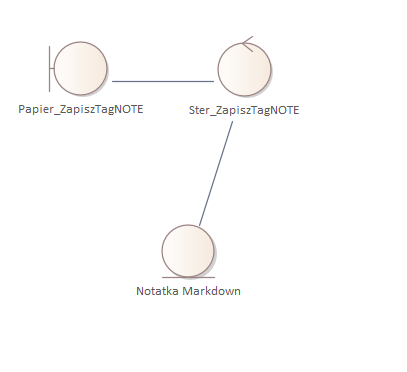 Papier_ZapiszTagNOTE
Ster_ZapiszTagNOTE
Notatka Markdown